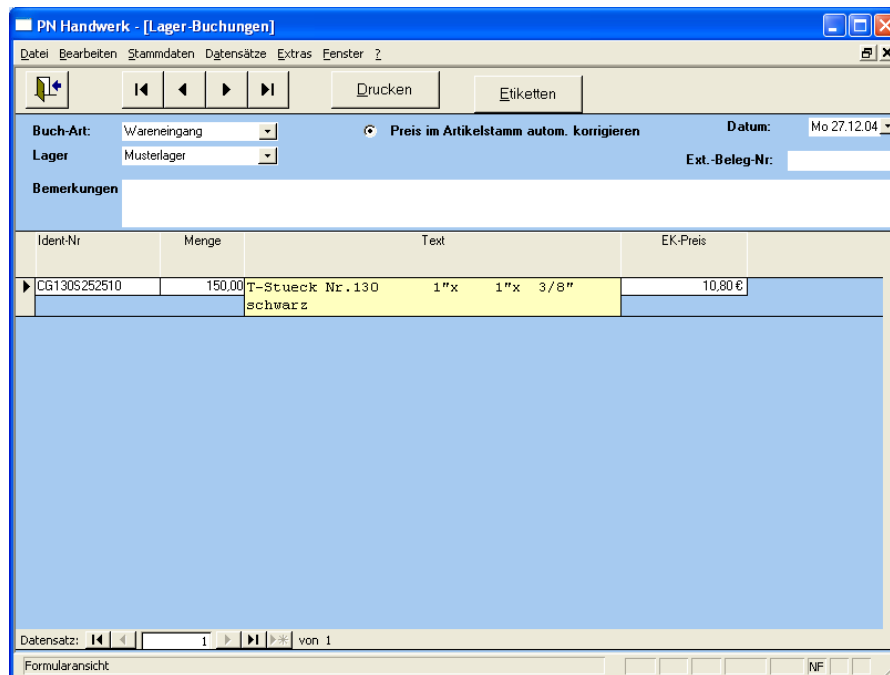 PN Handwerk - [Lager-Buchungen]
Datei Bearbeiten Stammdaten Datensätze Extras Fenster ?
Drucken Etiketten
Buch-Art: Wareneingang Preis im Artikelstamm autom. korrigieren Datum: Mo 27.12.04
Lager Musterlager Ext.-Beleg-Nr:
Bemerkungen
Ident-Nr Menge Text EK-Preis
CG130S252510 150,00 T-Stueck Nr.130 1"x 1"x 3/8" 10,80 €
schwarz
Datensatz: 1 von 1
Formularansicht NF